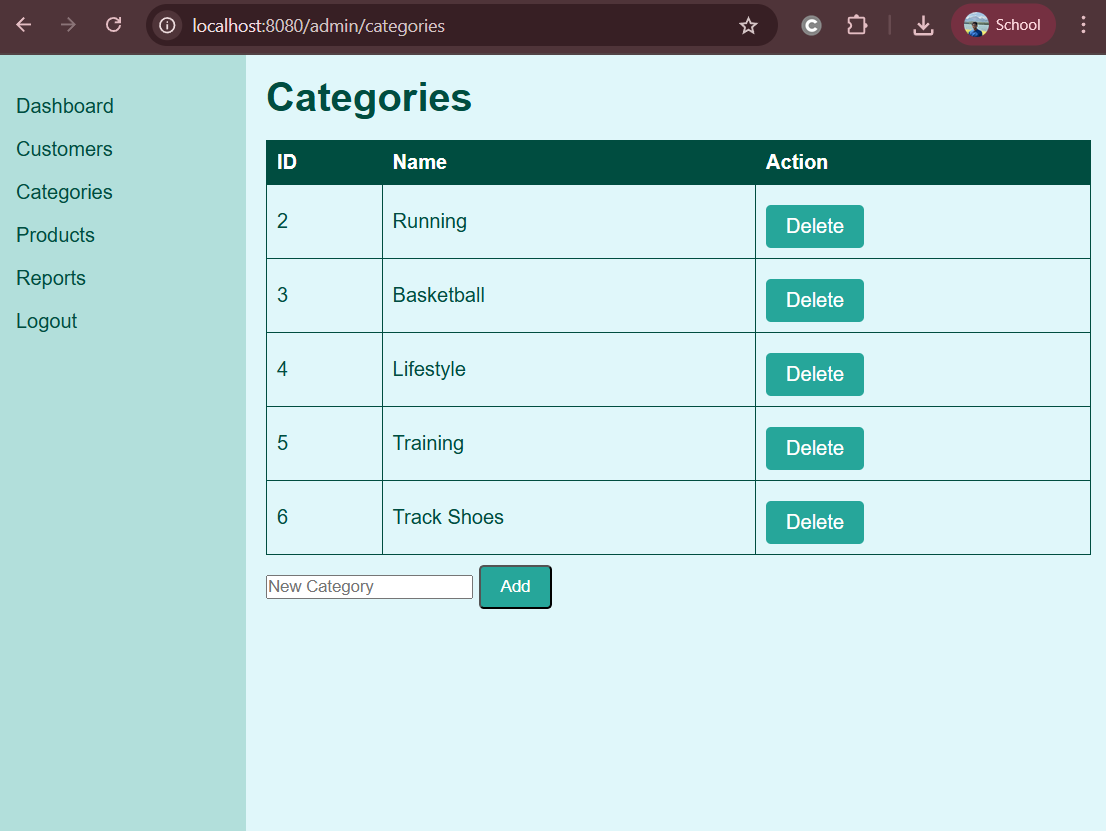 localhost:8080/admin/categories
School
Dashboard
Customers
Categories
Products
Reports
Logout
Categories
ID Name Action
2 Running Delete
3 Basketball Delete
4 Lifestyle Delete
5 Training Delete
6 Track Shoes Delete
New Category Add